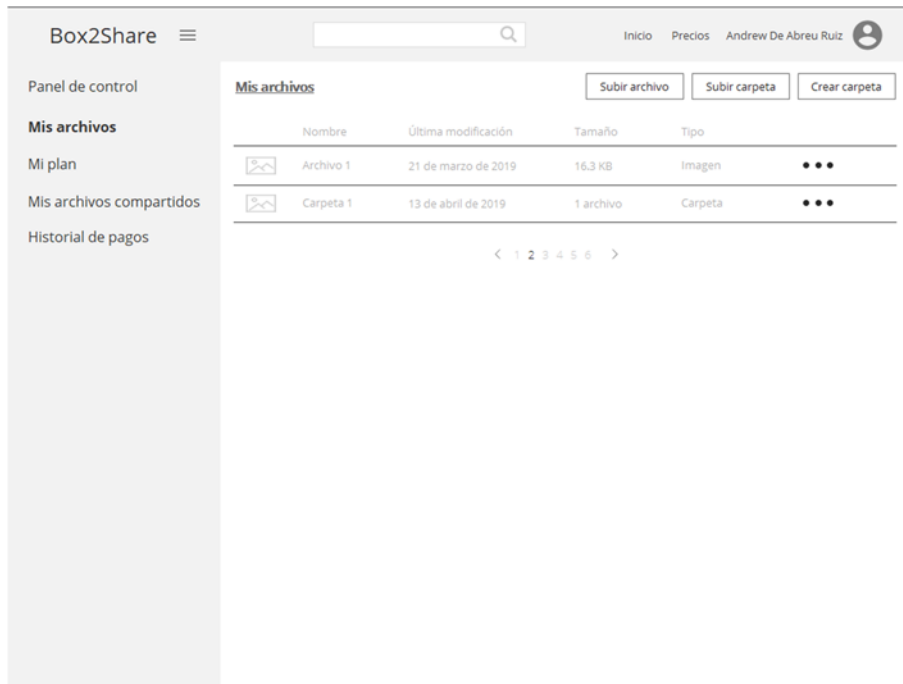 Box2Share
Inicio Precios Andrew De Abreu Ruiz
Panel de control
Mis archivos
Mi plan
Mis archivos compartidos
Historial de pagos
Mis archivos
Subir archivo Subir carpeta Crear carpeta
Nombre Última modificación Tamaño Tipo
Archivo 1 21 de marzo de 2019 16.3 KB Imagen
Carpeta 1 13 de abril de 2019 1 archivo Carpeta
< 1 2 3 4 5 6 >